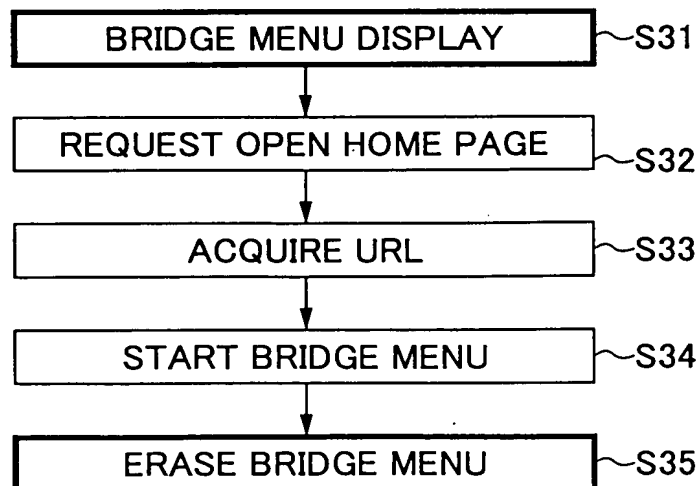 BRIDGE MENU DISPLAY S31
REQUEST OPEN HOME PAGE S32
ACQUIRE URL S33
START BRIDGE MENU S34
ERASE BRIDGE MENU S35